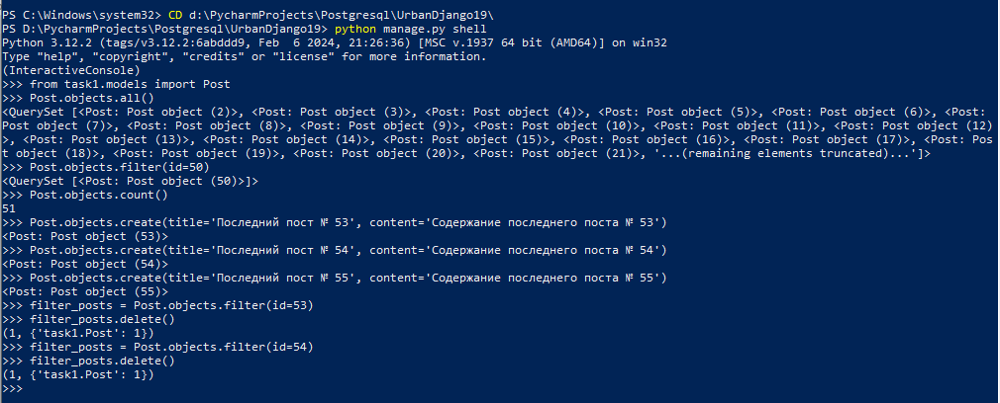 PS C:\Windows\system32> CD d:\PycharmProjects\Postgresql\UrbanDjango19\
PS D:\PycharmProjects\Postgresql\UrbanDjango19> python manage.py shell
Python 3.12.2 (tags/v3.12.2:6abddd9, Feb  6 2024, 21:26:36) [MSC v.1937 64 bit (AMD64)] on win32
Type "help", "copyright", "credits" or "license" for more information.
(InteractiveConsole)
>>> from task1.models import Post
>>> Post.objects.all()
<QuerySet [<Post: Post object (2)>, <Post: Post object (3)>, <Post: Post object (4)>, <Post: Post object (5)>, <Post: Post object (6)>, <Post:
Post object (7)>, <Post: Post object (8)>, <Post: Post object (9)>, <Post: Post object (10)>, <Post: Post object (11)>, <Post: Post object (12)
>, <Post: Post object (13)>, <Post: Post object (14)>, <Post: Post object (15)>, <Post: Post object (16)>, <Post: Post object (17)>, <Post: Pos
t object (18)>, <Post: Post object (19)>, <Post: Post object (20)>, <Post: Post object (21)>, '...(remaining elements truncated)...']>
>>> Post.objects.filter(id=50)
<QuerySet [<Post: Post object (50)>]>
>>> Post.objects.count()
51
>>> Post.objects.create(title='Последний пост № 53', content='Содержание последнего поста № 53')
<Post: Post object (53)>
>>> Post.objects.create(title='Последний пост № 54', content='Содержание последнего поста № 54')
<Post: Post object (54)>
>>> Post.objects.create(title='Последний пост № 55', content='Содержание последнего поста № 55')
<Post: Post object (55)>
>>> filter_posts = Post.objects.filter(id=53)
>>> filter_posts.delete()
(1, {'task1.Post': 1})
>>> filter_posts = Post.objects.filter(id=54)
>>> filter_posts.delete()
(1, {'task1.Post': 1})
>>>